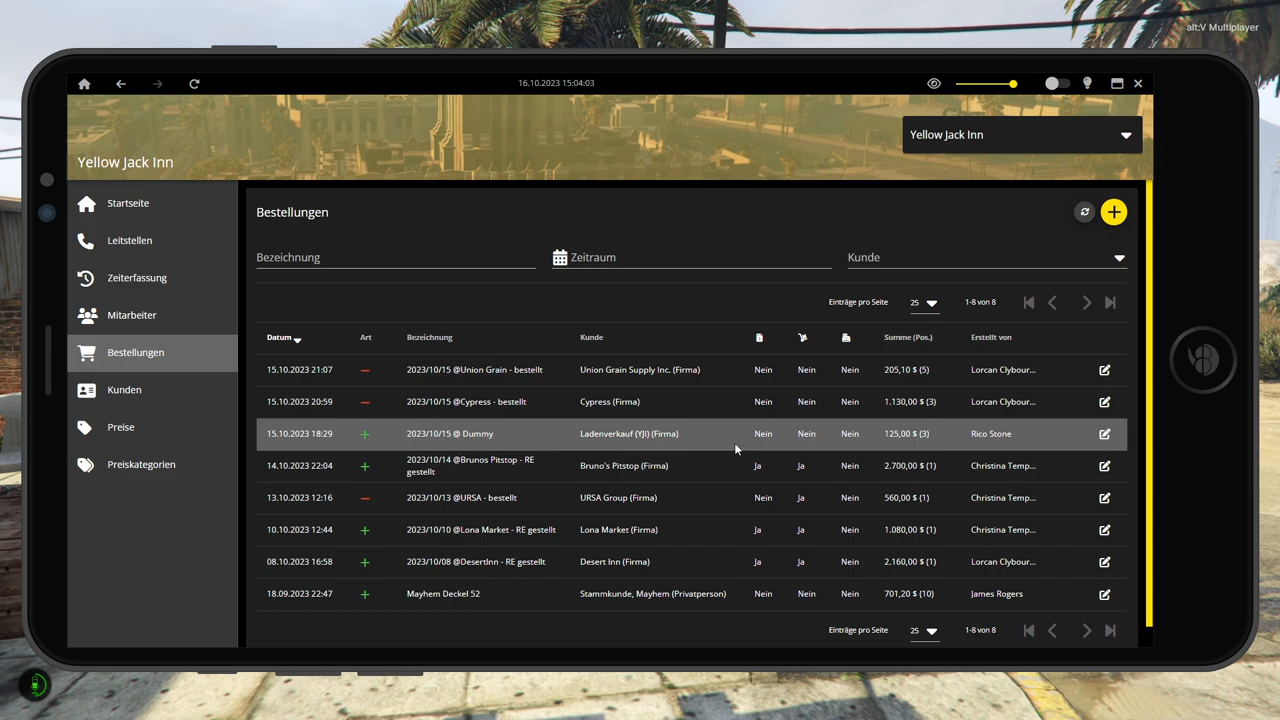 alt:V Multiplayer
16.10.2023 15:04:03
Yellow Jack Inn
Yellow Jack Inn
Startseite
Leitstellen
Zeiterfassung
Mitarbeiter
Bestellungen
Kunden
Preise
Preiskategorien
Bestellungen
Bezeichnung Zeitraum Kunde
Einträge pro Seite 25 1-8 von 8
Datum Art Bezeichnung Kunde Summe (Pos.) Erstellt von
15.10.2023 21:07 2023/10/15 @Union Grain - bestellt Union Grain Supply Inc. (Firma) Nein Nein Nein 205,10 $ (5) Lorcan Clybour...
15.10.2023 20:59 2023/10/15 @Cypress - bestellt Cypress (Firma) Nein Nein Nein 1.130,00 $ (3) Lorcan Clybour...
15.10.2023 18:29 2023/10/15 @ Dummy Ladenverkauf (YJI) (Firma) Nein Nein Nein 125,00 $ (3) Rico Stone
14.10.2023 22:04 2023/10/14 @Brunos Pitstop - RE gestellt Bruno's Pitstop (Firma) Ja Ja Nein 2.700,00 $ (1) Christina Temp...
13.10.2023 12:16 2023/10/13 @URSA - bestellt URSA Group (Firma) Nein Ja Nein 560,00 $ (1) Christina Temp...
10.10.2023 12:44 2023/10/10 @Lona Market - RE gestellt Lona Market (Firma) Ja Ja Nein 1.080,00 $ (1) Christina Temp...
08.10.2023 16:58 2023/10/08 @DesertInn - RE gestellt Desert Inn (Firma) Ja Ja Nein 2.160,00 $ (1) Lorcan Clybour...
18.09.2023 22:47 Mayhem Deckel 52 Stammkunde, Mayhem (Privatperson) Nein Nein Nein 701,20 $ (10) James Rogers
Einträge pro Seite 25 1-8 von 8